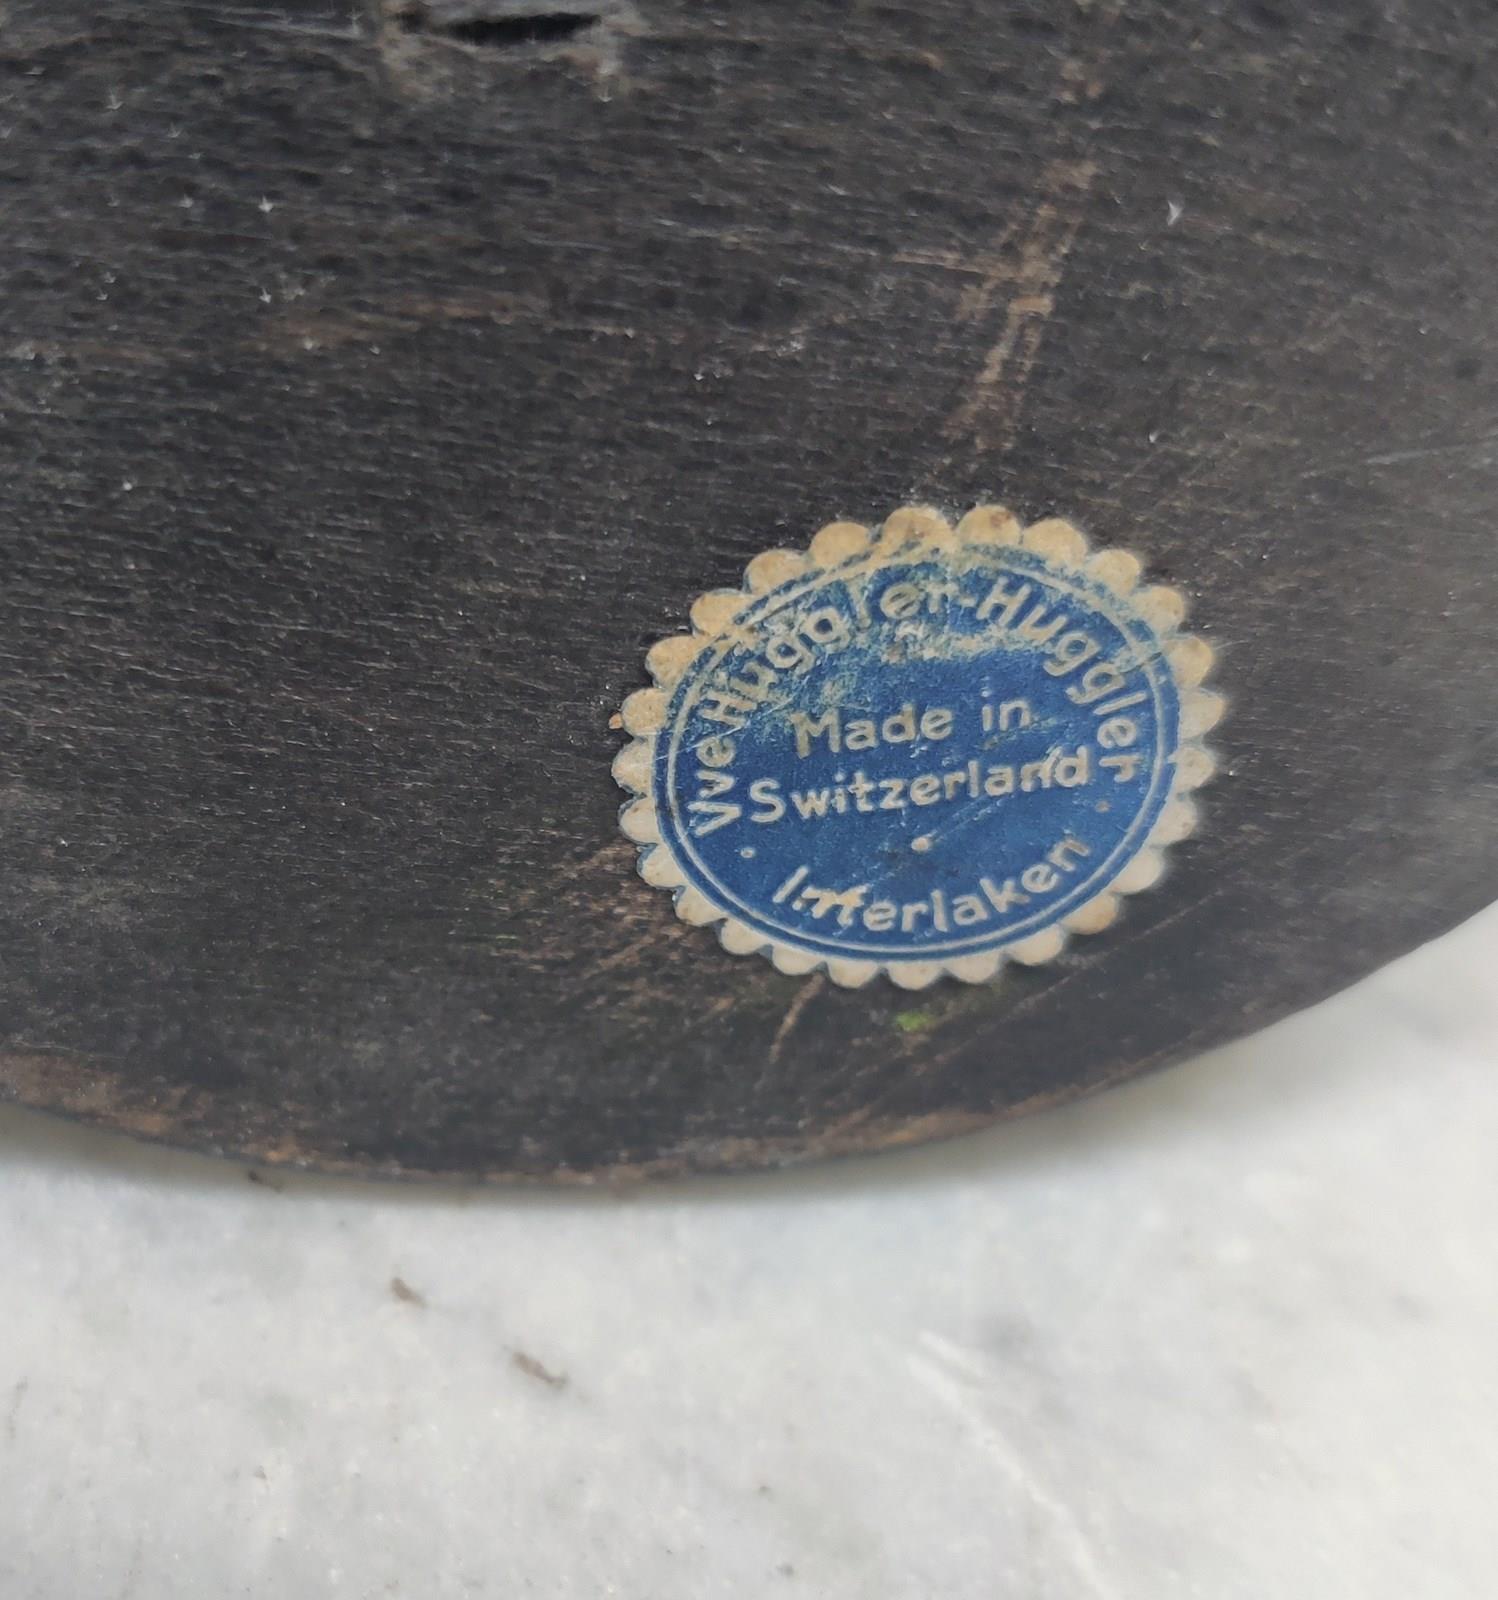 Vve Huggler-Huggler
Made in
Switzerland
Interlaken